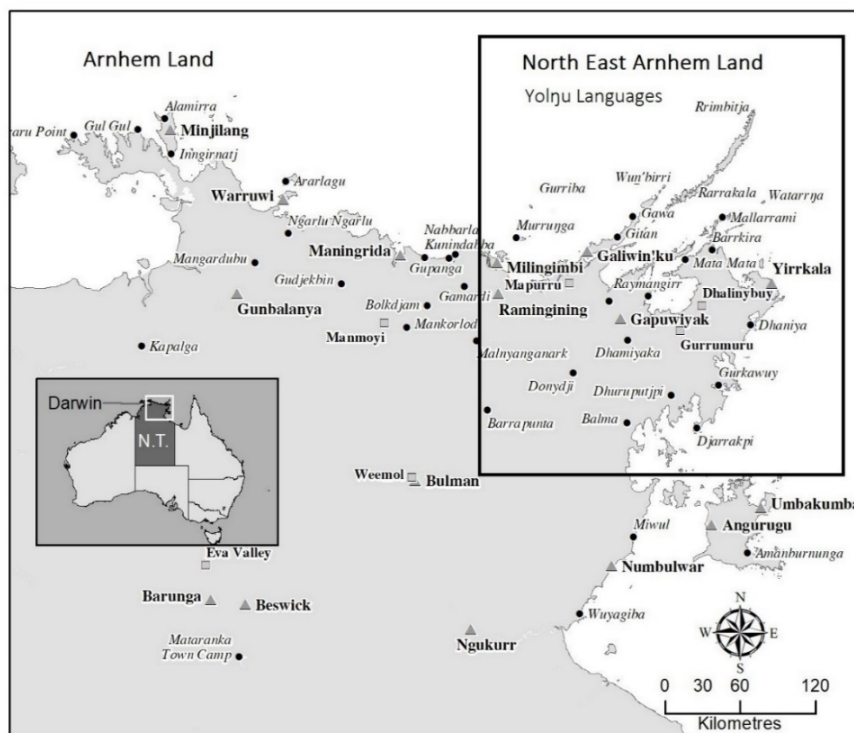 Arnhem Land
North East Arnhem Land
Yolŋu Languages
Rrimbitja
Alamirra
aru Point
Gul Gul
Minjilang
Inngirnatj
Ararlagu
Warruwi
Ngarlu Ngarlu
Wuṉ'birri
Gurriba
Rarrakala
Watarrŋa
Gawa
Murruŋga
Gitan
Mallarrami
Nabbarla
Kunindabba
Barrkira
Maningrida
Galiwin'ku
Mangardubu
Gupanga
Milingimbi
Mata Mata
Yirrkala
Gudjekbin
Mapurru
Raymangirr
Gamardi
Dhalinybuy
Gunbalanya
Bolkdjam
Ramingining
Gapuwiyak
Dhaniya
Manmoyi
Mankorlod
Gurrumuru
Kapalga
Malnyanganark
Dhamiyaka
Donydji
Gurkawuy
Dhuruputjpi
Darwin
Barrapunta
Balma
Djarrakpi
N.T.
Weemol
Bulman
Umbakumba
Angurugu
Miwul
Eva Valley
Amanburnunga
Numbulwar
Barunga
Beswick
Wuyagiba
N
W
E
S
Mataranka
Town Camp
Ngukurr
0 30 60 120
Kilometres